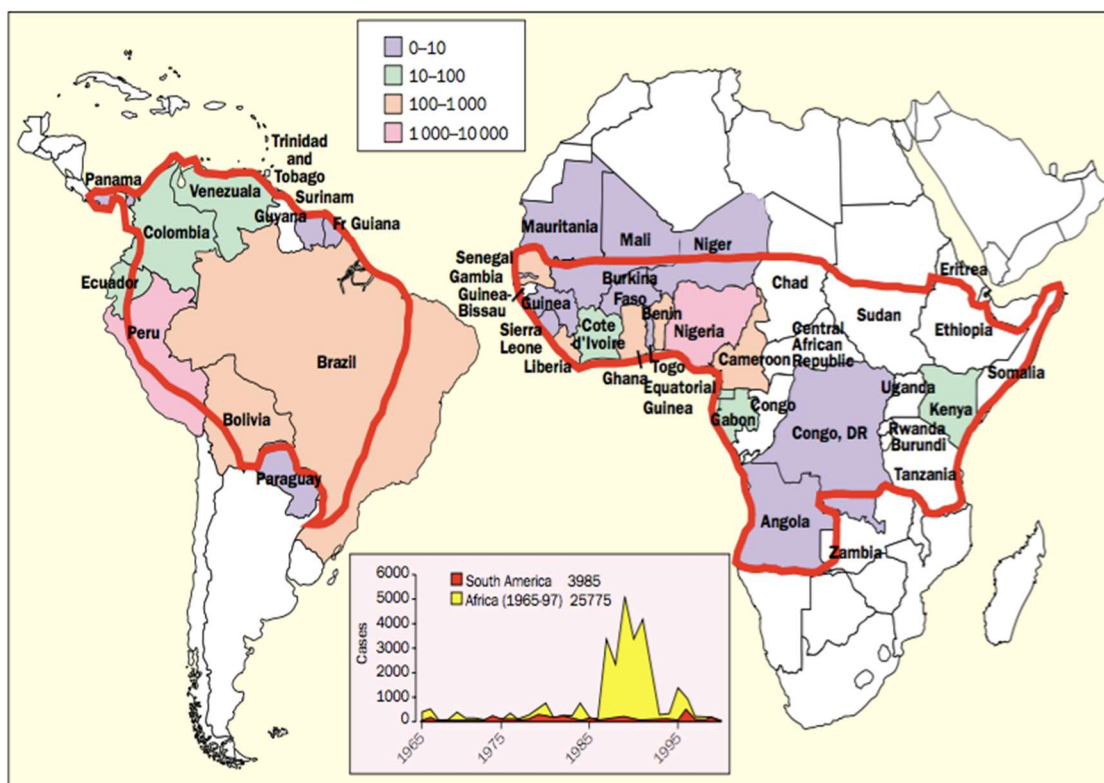 0–10
10–100
100–1 000
1 000–10 000
Trinidad
and
Tobago
Panama
Venezuala
Surinam
Guyana
Fr Guiana
Colombia
Ecuador
Peru
Brazil
Bolivia
Paraguay
Mauritania
Mali
Niger
Senegal
Gambia
Guinea-
Bissau
Guinea
Burkina
Faso
Benin
Nigeria
Cote
d'Ivoire
Sierra
Leone
Liberia
Ghana
Togo
Equatorial
Guinea
Cameroon
Chad
Central
African
Republic
Sudan
Eritrea
Ethiopia
Somalia
Uganda
Kenya
Gabon
Congo
Congo, DR
Rwanda
Burundi
Tanzania
Angola
Zambia
6000
5000
4000
3000
2000
1000
0
Cases
South America 3985
Africa (1965-97) 25775
1965
1975
1985
1995